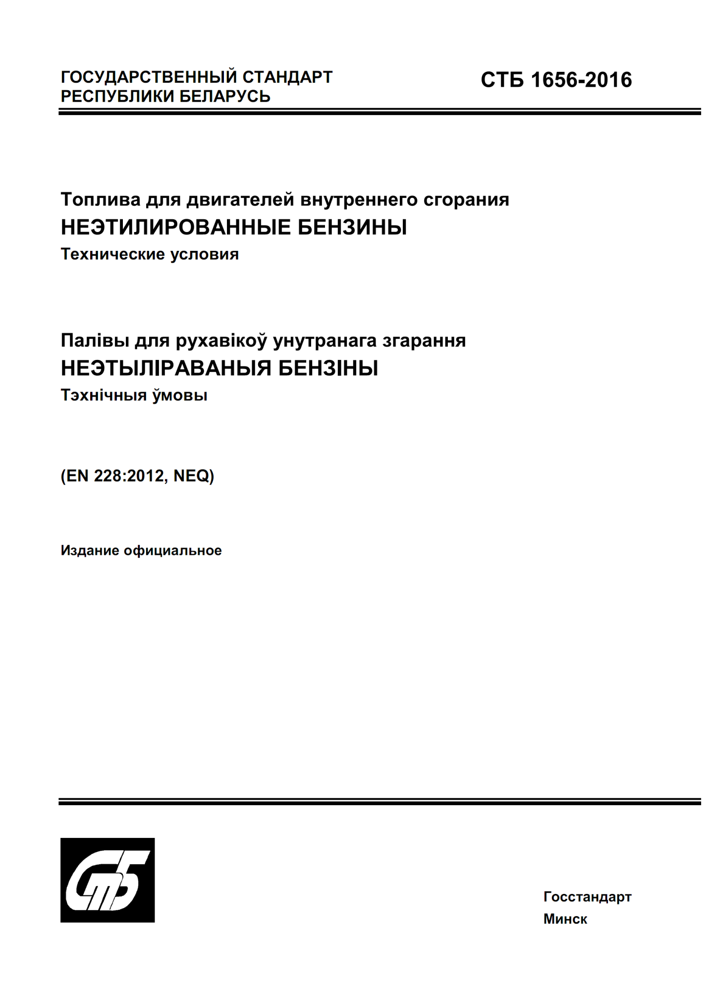 ГОСУДАРСТВЕННЫЙ СТАНДАРТ
РЕСПУБЛИКИ БЕЛАРУСЬ
СТБ 1656-2016
Топлива для двигателей внутреннего сгорания
НЕЭТИЛИРОВАННЫЕ БЕНЗИНЫ
Технические условия
Палівы для рухавікоў унутранага згарання
НЕЭТЫЛІРАВАНЫЯ БЕНЗІНЫ
Тэхнічныя ўмовы
(EN 228:2012, NEQ)
Издание официальное
СТБ
Госстандарт
Минск